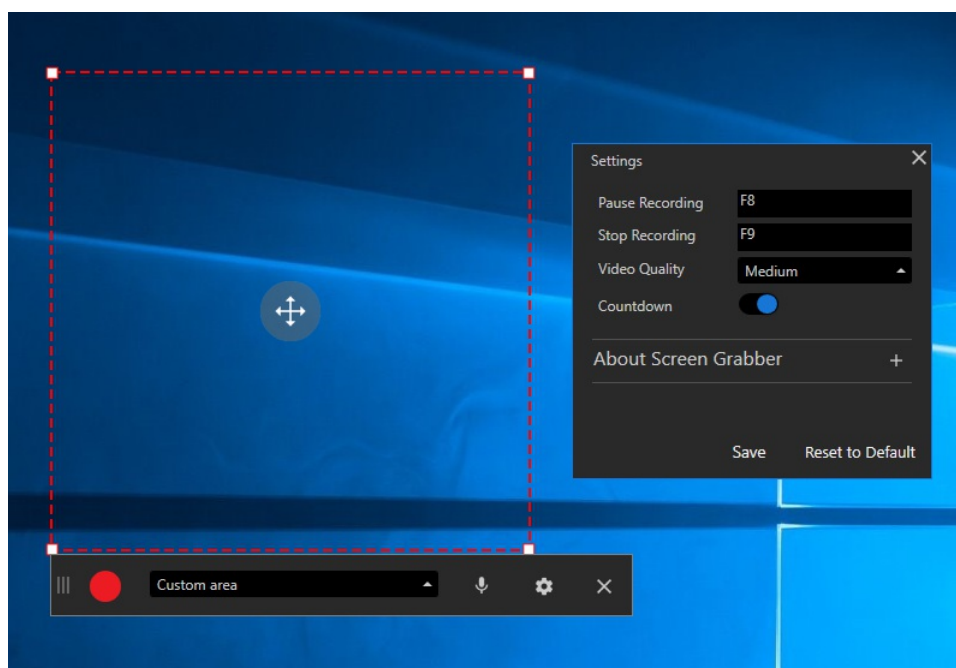 Settings
Pause Recording F8
Stop Recording F9
Video Quality Medium
Countdown
About Screen Grabber +
Save Reset to Default
Custom area